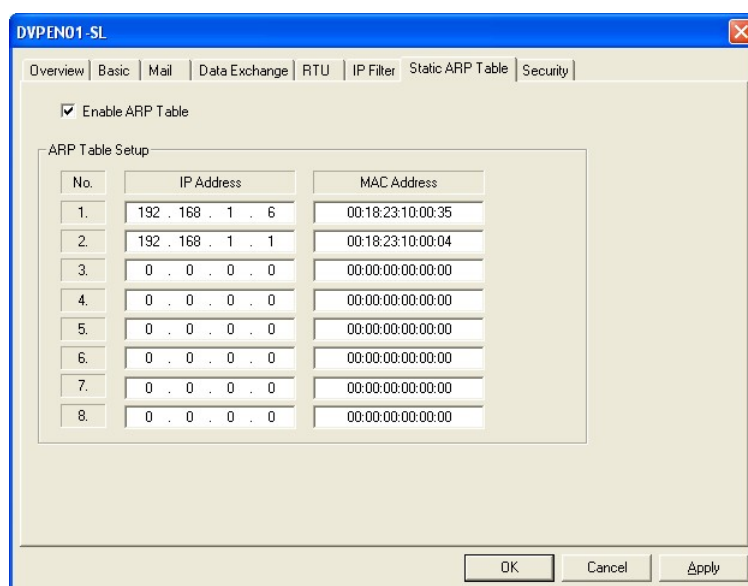 DVPEN01-SL
Overview Basic Mail Data Exchange RTU IP Filter Static ARP Table Security
Enable ARP Table
ARP Table Setup
No. IP Address MAC Address
1. 192 . 168 . 1 . 6 00:18:23:10:00:35
2. 192 . 168 . 1 . 1 00:18:23:10:00:04
3. 0 . 0 . 0 . 0 00:00:00:00:00:00
4. 0 . 0 . 0 . 0 00:00:00:00:00:00
5. 0 . 0 . 0 . 0 00:00:00:00:00:00
6. 0 . 0 . 0 . 0 00:00:00:00:00:00
7. 0 . 0 . 0 . 0 00:00:00:00:00:00
8. 0 . 0 . 0 . 0 00:00:00:00:00:00
OK Cancel Apply